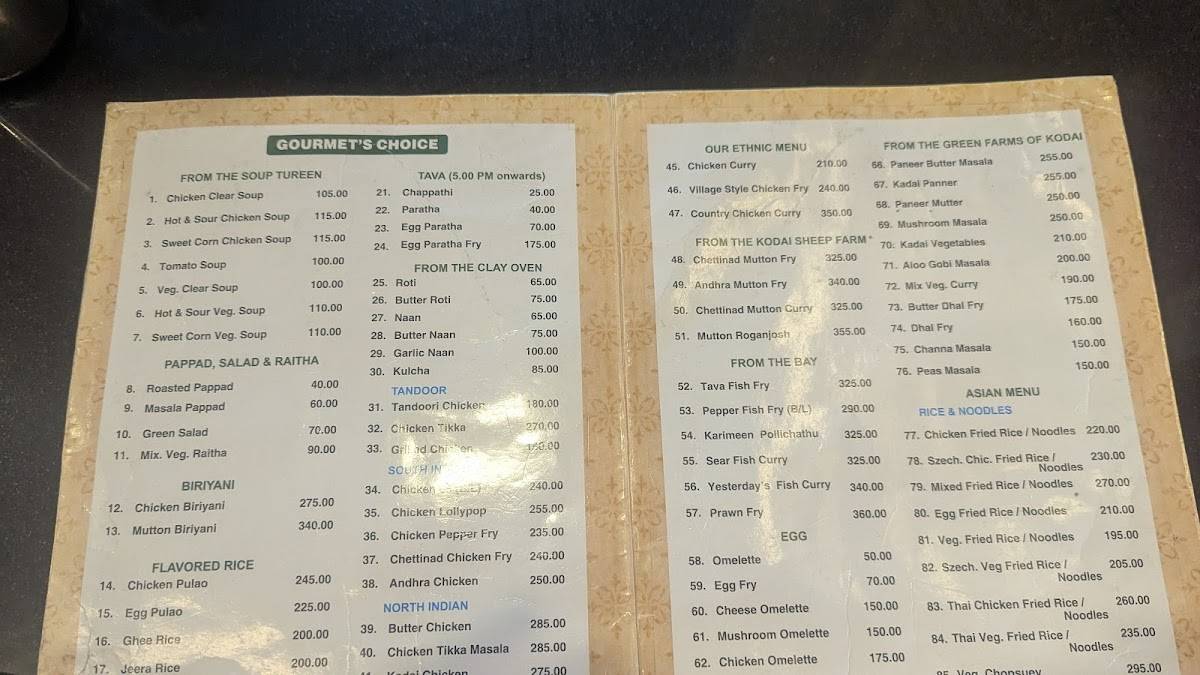 GOURMET'S CHOICE
FROM THE SOUP TUREEN
1. Chicken Clear Soup 105.00
2. Hot & Sour Chicken Soup 115.00
3. Sweet Corn Chicken Soup 115.00
4. Tomato Soup 100.00
5. Veg. Clear Soup 100.00
6. Hot & Sour Veg. Soup 110.00
7. Sweet Corn Veg. Soup 110.00
PAPPAD, SALAD & RAITHA
8. Roasted Pappad 40.00
9. Masala Pappad 60.00
10. Green Salad 70.00
11. Mix. Veg. Raitha 90.00
BIRIYANI
12. Chicken Biriyani 275.00
13. Mutton Biriyani 340.00
FLAVORED RICE
14. Chicken Pulao 245.00
15. Egg Pulao 225.00
16. Ghee Rice 200.00
17. Jeera Rice 200.00
TAVA (5.00 PM onwards)
21. Chappathi 25.00
22. Paratha 40.00
23. Egg Paratha 70.00
24. Egg Paratha Fry 175.00
FROM THE CLAY OVEN
25. Roti 65.00
26. Butter Roti 75.00
27. Naan 65.00
28. Butter Naan 75.00
29. Garlic Naan 100.00
30. Kulcha 85.00
TANDOOR
31. Tandoori Chicken 180.00
32. Chicken Tikka 270.00
33. Chicken
SOUTH
34. Chicken 240.00
35. Chicken Lollypop 255.00
36. Chicken Pepper Fry 235.00
37. Chettinad Chicken Fry 240.00
38. Andhra Chicken 250.00
NORTH INDIAN
39. Butter Chicken 285.00
40. Chicken Tikka Masala 285.00
41. Kadai Chicken 275.00
OUR ETHNIC MENU
45. Chicken Curry 210.00
46. Village Style Chicken Fry 240.00
47. Country Chicken Curry 350.00
FROM THE KODAI SHEEP FARM
48. Chettinad Mutton Fry 325.00
49. Andhra Mutton Fry 340.00
50. Chettinad Mutton Curry 325.00
51. Mutton Roganjosh 355.00
FROM THE BAY
52. Tava Fish Fry 325.00
53. Pepper Fish Fry (B/L) 290.00
54. Karimeen Pollichathu 325.00
55. Sear Fish Curry 325.00
56. Yesterday's Fish Curry 340.00
57. Prawn Fry 360.00
EGG
58. Omelette 50.00
59. Egg Fry 70.00
60. Cheese Omelette 150.00
61. Mushroom Omelette 150.00
62. Chicken Omelette 175.00
FROM THE GREEN FARMS OF KODAI
66. Paneer Butter Masala 255.00
67. Kadai Panner 255.00
68. Paneer Mutter 250.00
69. Mushroom Masala 250.00
70. Kadai Vegetables 210.00
71. Aloo Gobi Masala 200.00
72. Mix Veg. Curry 190.00
73. Butter Dhal Fry 175.00
74. Dhal Fry 160.00
75. Channa Masala 150.00
76. Peas Masala 150.00
ASIAN MENU
RICE & NOODLES
77. Chicken Fried Rice / Noodles 220.00
78. Szech. Chic. Fried Rice / 230.00
Noodles
79. Mixed Fried Rice / Noodles 270.00
80. Egg Fried Rice / Noodles 210.00
81. Veg. Fried Rice / Noodles 195.00
82. Szech. Veg Fried Rice / 205.00
Noodles
83. Thai Chicken Fried Rice / 260.00
Noodles
84. Thai Veg. Fried Rice / 235.00
Noodles
85. Veg. Chopsuey 295.00